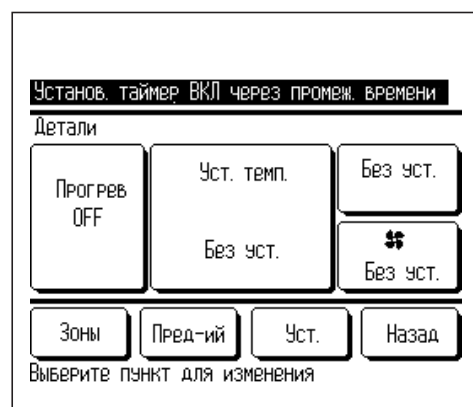 Установ. таймер ВКЛ через промеж. времени
Детали
Прогрев
OFF
Уст. темп.
Без уст.
Без уст.
Без уст.
Зоны
Пред-ий
Уст.
Назад
Выберите пункт для изменения